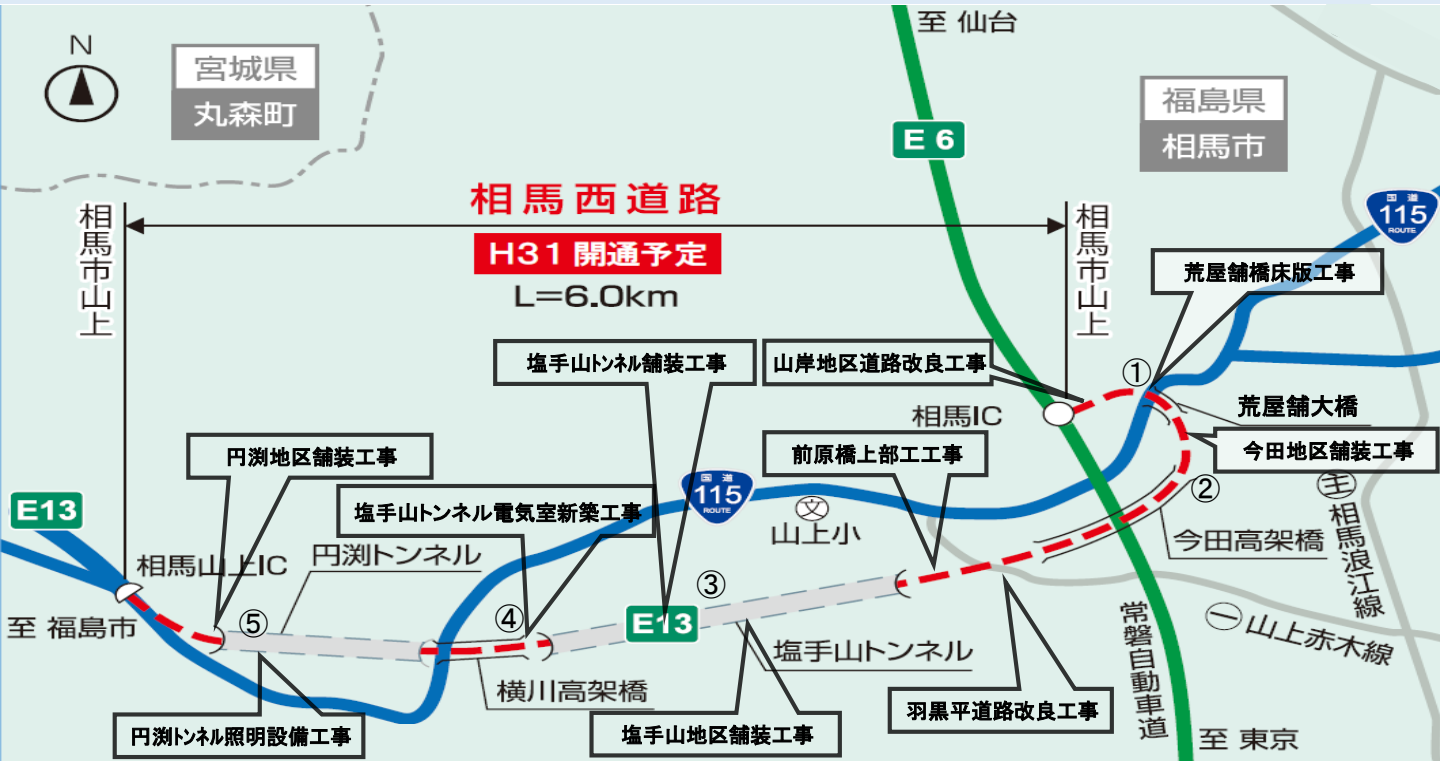 至 仙台
N
宮城県
丸森町
福島県
相馬市
E 6
相馬西道路
H31 開通予定
L=6.0km
相馬市山上
相馬市山上
国道
115
ROUTE
荒屋舗橋床版工事
塩手山トンネル舗装工事
山岸地区道路改良工事
①
荒屋舗大橋
相馬IC
円渕地区舗装工事
前原橋上部工工事
今田地区舗装工事
②
主
相馬浪江線
国道
115
ROUTE
E13
塩手山トンネル電気室新築工事
文
山上小
今田高架橋
相馬山上IC
円渕トンネル
③
至 福島市
⑤
④
E13
一
山上赤木線
塩手山トンネル
常磐自動車道
横川高架橋
羽黒平道路改良工事
円渕トンネル照明設備工事
塩手山地区舗装工事
至 東京